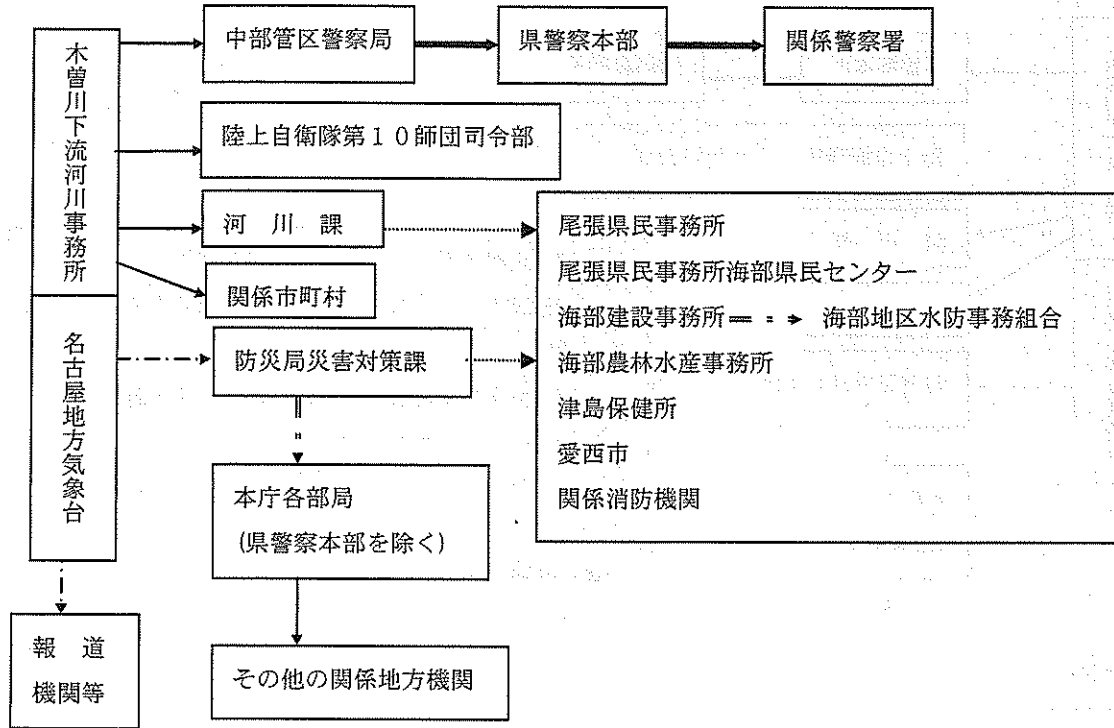 木曽川下流河川事務所
名古屋地方気象台
中部管区警察局
県警察本部
関係警察署
陸上自衛隊第１０師団司令部
河　川　課
関係市町村
防災局災害対策課
本庁各部局
(県警察本部を除く)
その他の関係地方機関
報　道
機関等
尾張県民事務所
尾張県民事務所海部県民センター
海部建設事務所
海部地区水防事務組合
海部農林水産事務所
津島保健所
愛西市
関係消防機関